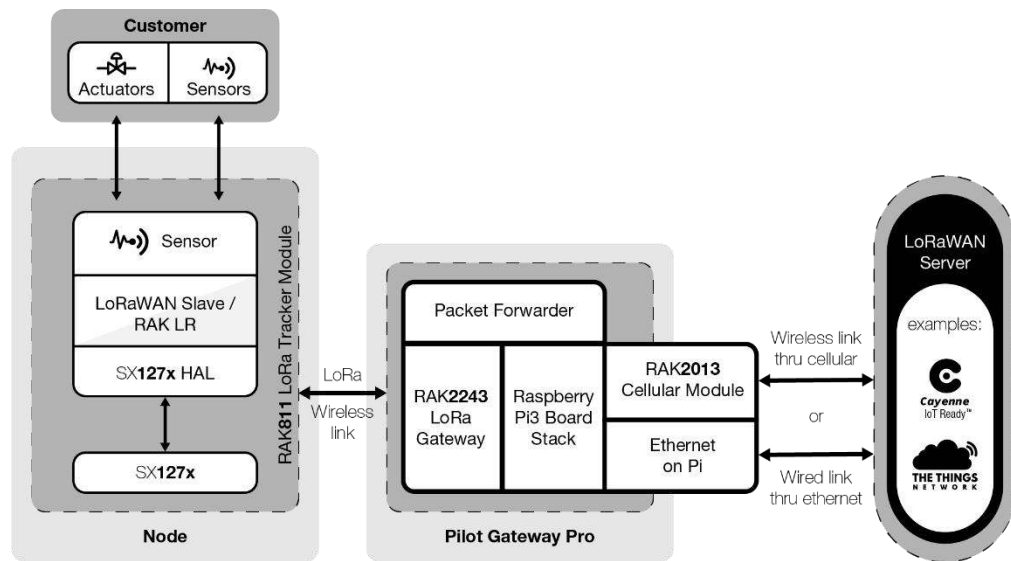 Customer
Actuators
Sensors
Sensor
LoRaWAN Slave /
RAK LR
SX127x HAL
SX127x
RAK811 LoRa Tracker Module
Node
LoRa
Wireless
link
Packet Forwarder
RAK2243
LoRa
Gateway
Raspberry
Pi3 Board
Stack
RAK2013
Cellular Module
Ethernet
on Pi
Pilot Gateway Pro
Wireless link
thru cellular
or
Wired link
thru ethernet
LoRaWAN
Server
examples:
Cayenne
IoT Ready™
THE THINGS
NETWORK